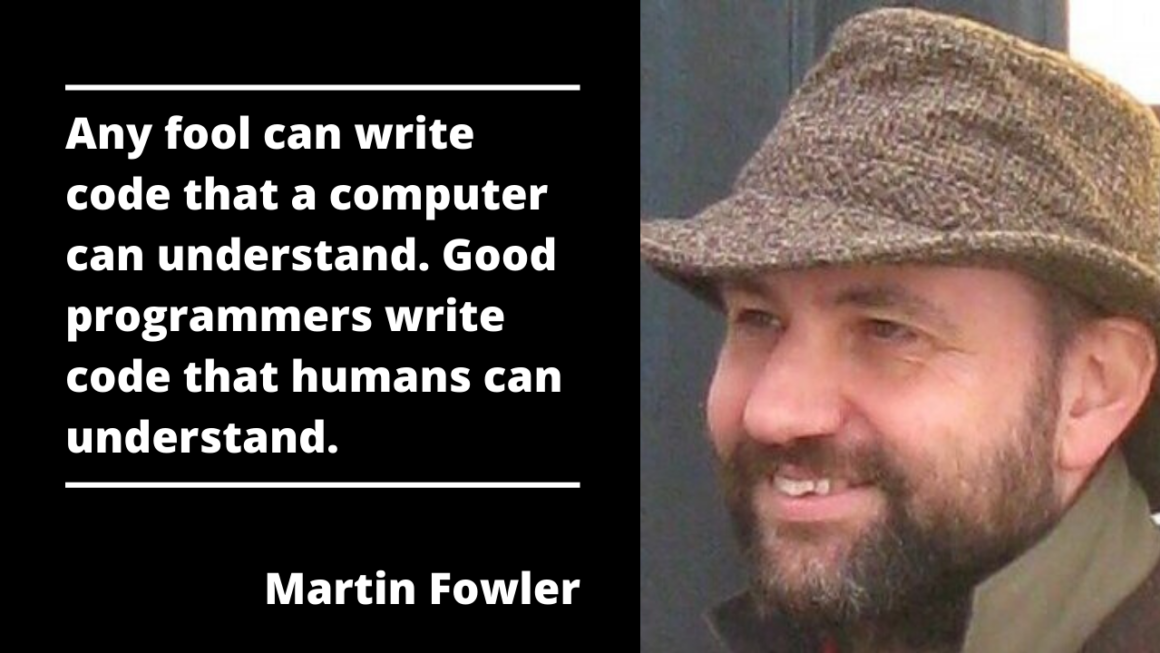 Any fool can write
code that a computer
can understand. Good
programmers write
code that humans can
understand.
Martin Fowler